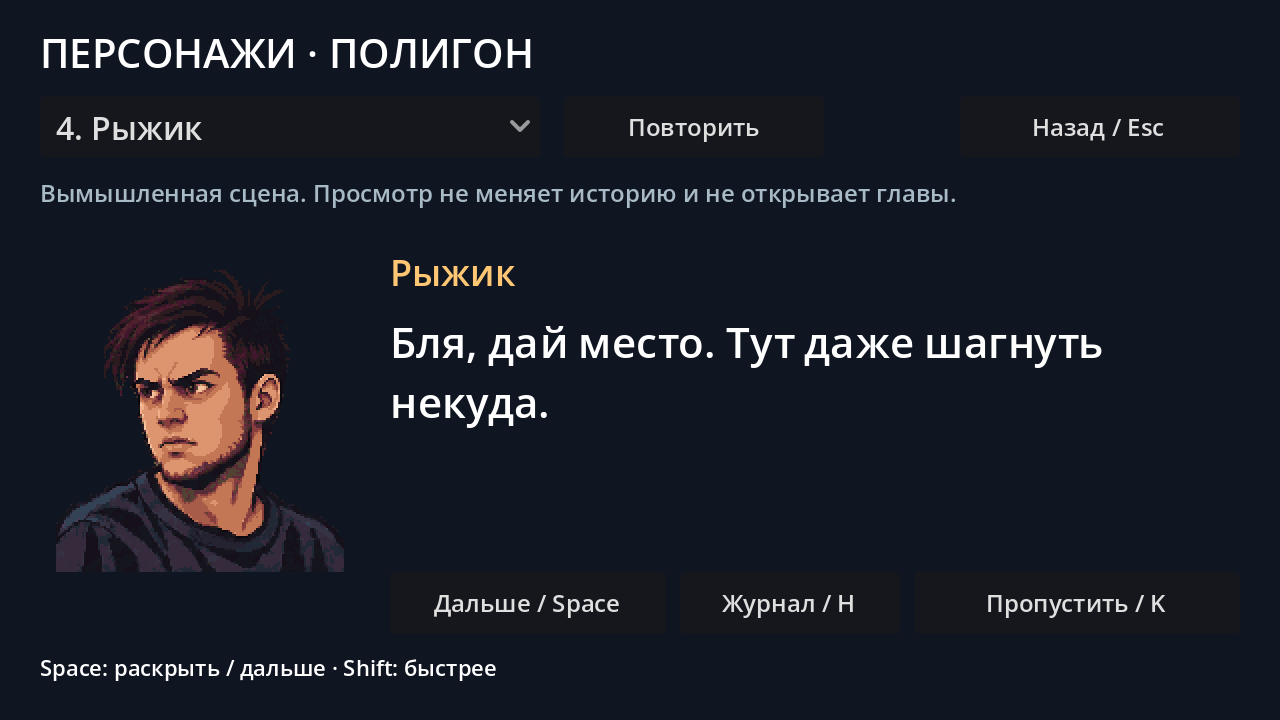 ПЕРСОНАЖИ · ПОЛИГОН
4. Рыжик
Повторить
Назад / Esc
Вымышленная сцена. Просмотр не меняет историю и не открывает главы.
Рыжик
Бля, дай место. Тут даже шагнуть
некуда.
Дальше / Space
Журнал / H
Пропустить / K
Space: раскрыть / дальше · Shift: быстрее